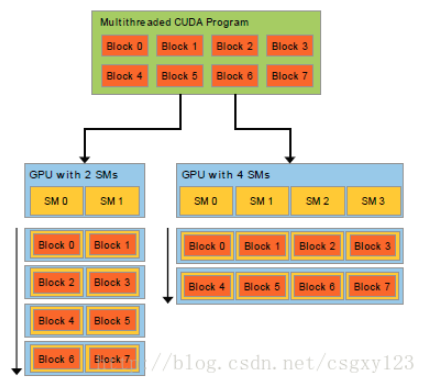 Multithreaded CUDA Program
Block 0 Block 1 Block 2 Block 3
Block 4 Block 5 Block 6 Block 7
GPU with 2 SMs
SM 0 SM 1
Block 0 Block 1
Block 2 Block 3
Block 4 Block 5
Block 6 Block 7
GPU with 4 SMs
SM 0 SM 1 SM 2 SM 3
Block 0 Block 1 Block 2 Block 3
Block 4 Block 5 Block 6 Block 7
http://blog.csdn.net/csgxy123